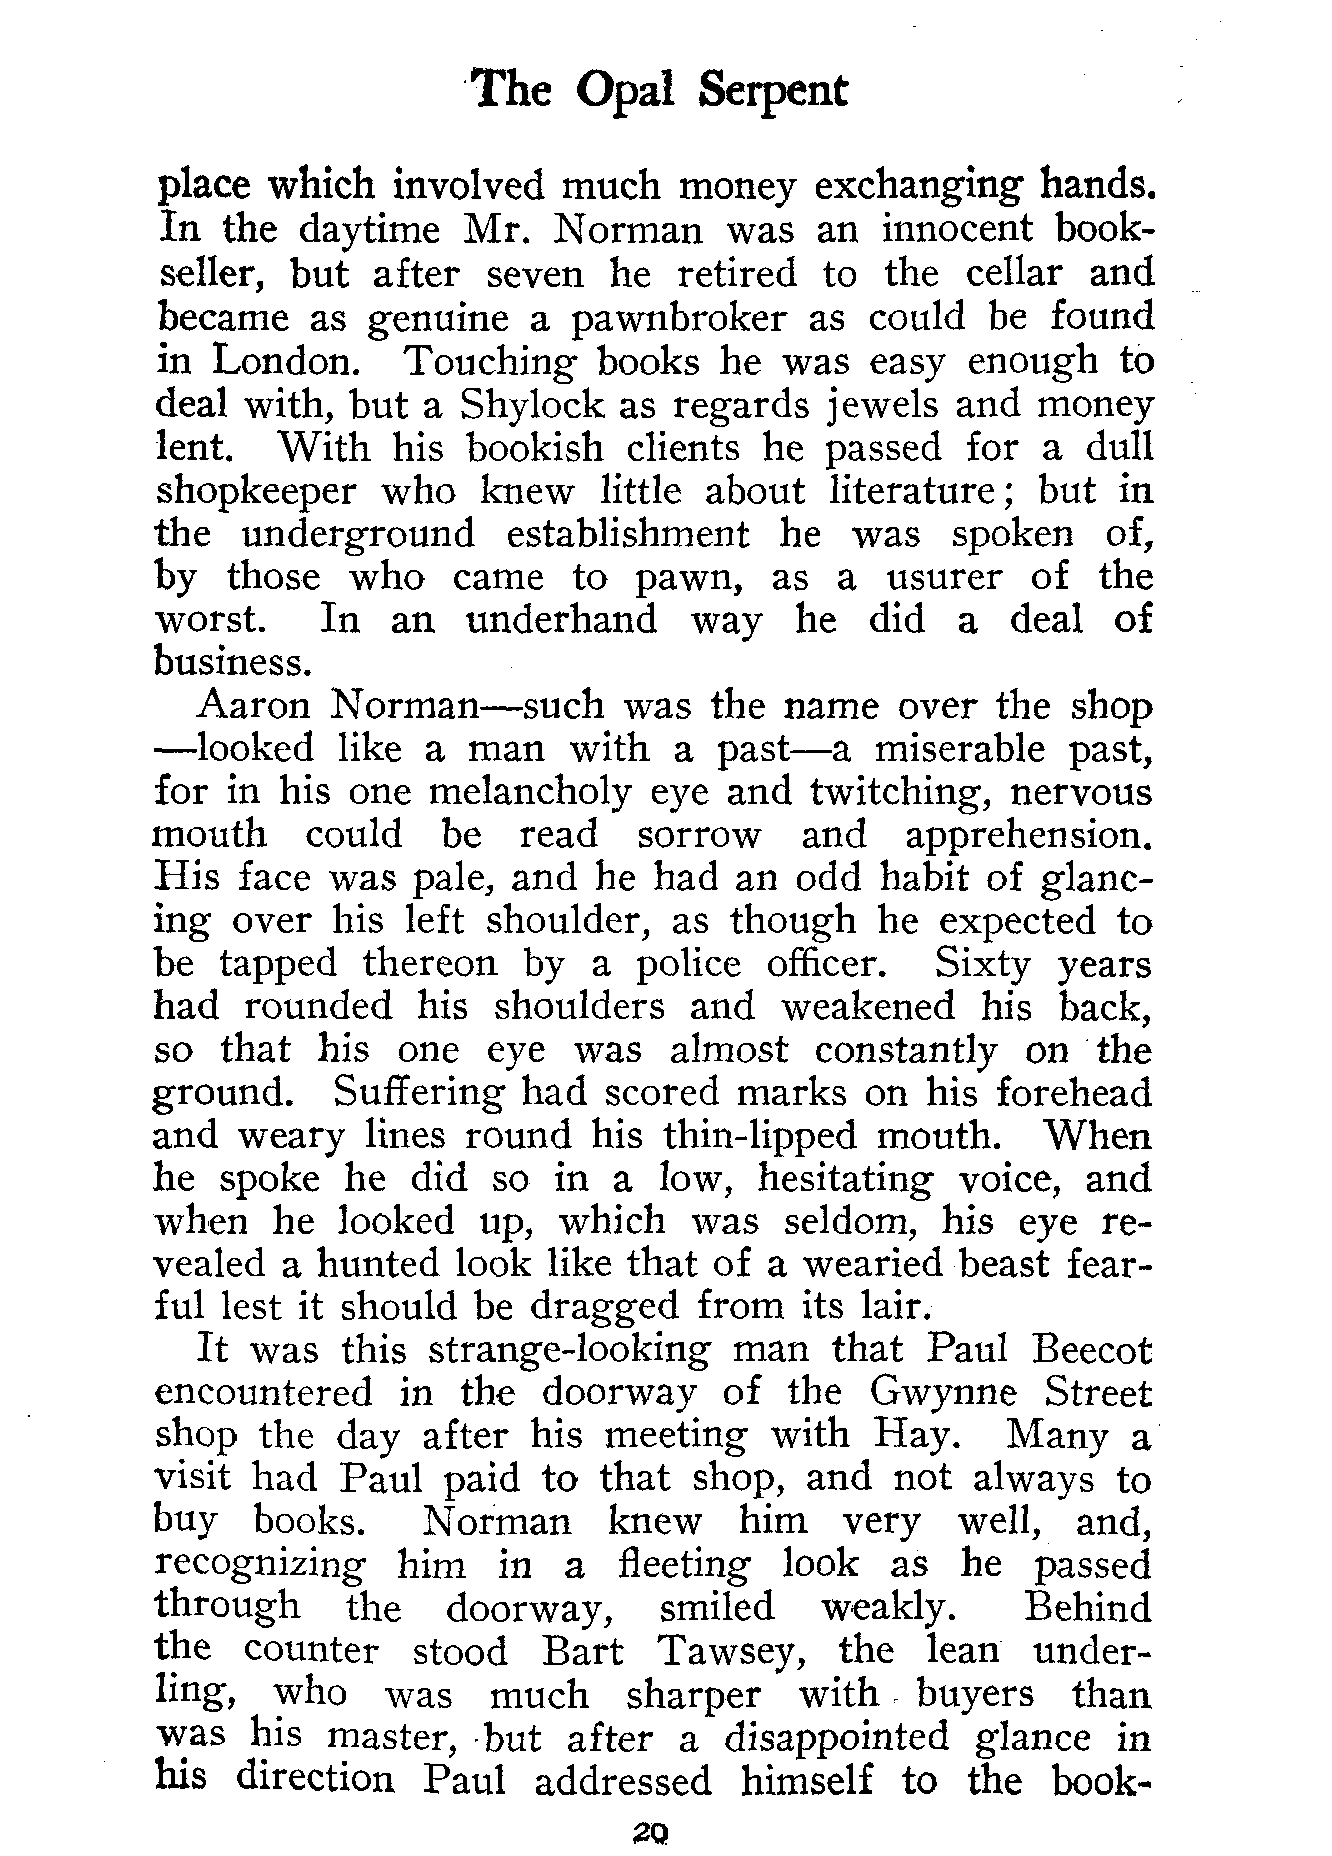 The Opal Serpent
place which involved much money exchanging hands.
In the daytime Mr. Norman was an innocent book-
seller, but after seven he retired to the cellar and
became as genuine a pawnbroker as could be found
in London. Touching books he was easy enough to
deal with, but a Shylock as regards jewels and money
lent. With his bookish clients he passed for a dull
shopkeeper who knew little about literature; but in
the underground establishment he was spoken of,
by those who came to pawn, as a usurer of the
worst. In an underhand way he did a deal of
business.
Aaron Norman—such was the name over the shop
—looked like a man with a past—a miserable past,
for in his one melancholy eye and twitching, nervous
mouth could be read sorrow and apprehension.
His face was pale, and he had an odd habit of glanc-
ing over his left shoulder, as though he expected to
be tapped thereon by a police officer. Sixty years
had rounded his shoulders and weakened his back,
so that his one eye was almost constantly on the
ground. Suffering had scored marks on his forehead
and weary lines round his thin-lipped mouth. When
he spoke he did so in a low, hesitating voice, and
when he looked up, which was seldom, his eye re-
vealed a hunted look like that of a wearied beast fear-
ful lest it should be dragged from its lair.
It was this strange-looking man that Paul Beecot
encountered in the doorway of the Gwynne Street
shop the day after his meeting with Hay. Many a
visit had Paul paid to that shop, and not always to
buy books. Norman knew him very well, and,
recognizing him in a fleeting look as he passed
through the doorway, smiled weakly. Behind
the counter stood Bart Tawsey, the lean under-
ling, who was much sharper with buyers than
was his master, but after a disappointed glance in
his direction Paul addressed himself to the book-
20